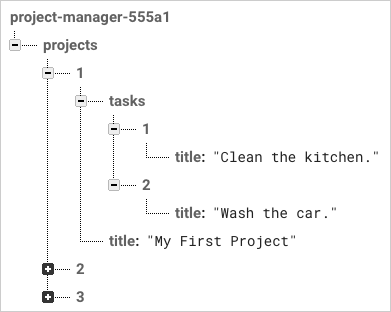 project-manager-555a1
projects
1
tasks
1
title: "Clean the kitchen."
2
title: "Wash the car."
title: "My First Project"
2
3